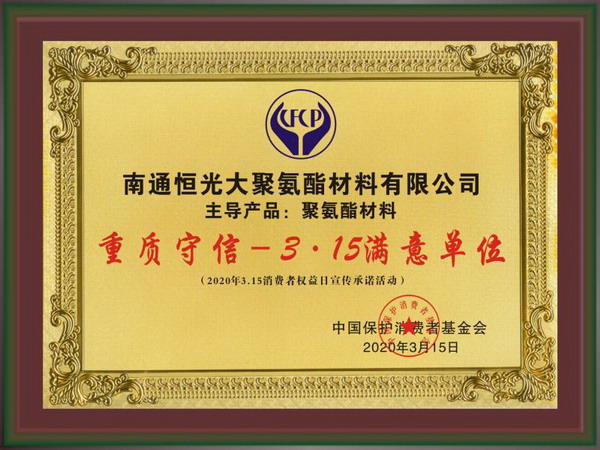 CFCP
南通恒光大聚氨酯材料有限公司
主导产品：聚氨酯材料
重质守信－3·15满意单位
（2020年3.15消费者权益日宣传承诺活动）
中国保护消费者基金会
2020年3月15日